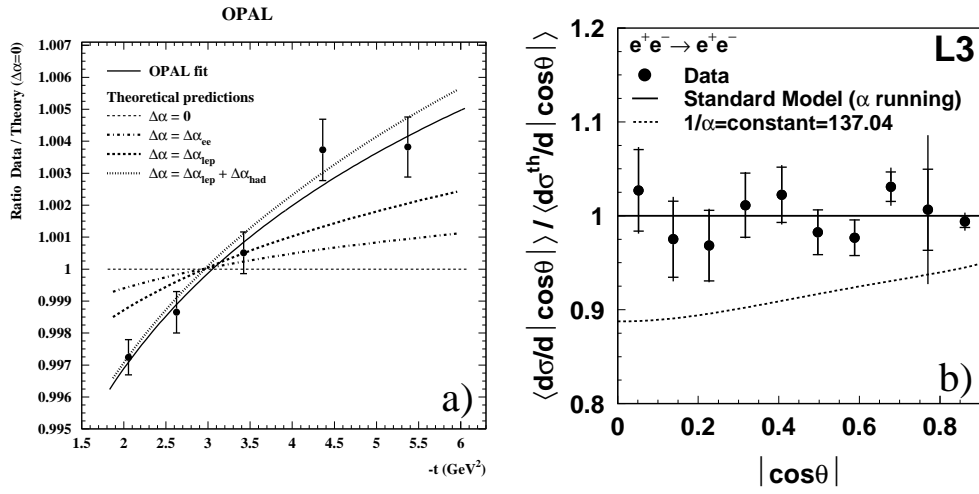 OPAL
Ratio Data / Theory (Δα=0)
1.007
1.006
1.005
1.004
1.003
1.002
1.001
1
0.999
0.998
0.997
0.996
0.995
OPAL fit
Theoretical predictions
Δα = 0
Δα = Δα_ee
Δα = Δα_lep
Δα = Δα_lep + Δα_had
a)
1.5 2 2.5 3 3.5 4 4.5 5 5.5 6
-t (GeV²)
⟨dσ/d|cosθ|⟩ / ⟨dσ^th/d|cosθ|⟩
1.2
1.1
1
0.9
0.8
e⁺e⁻ → e⁺e⁻
L3
Data
Standard Model (α running)
1/α=constant=137.04
b)
0 0.2 0.4 0.6 0.8
|cosθ|